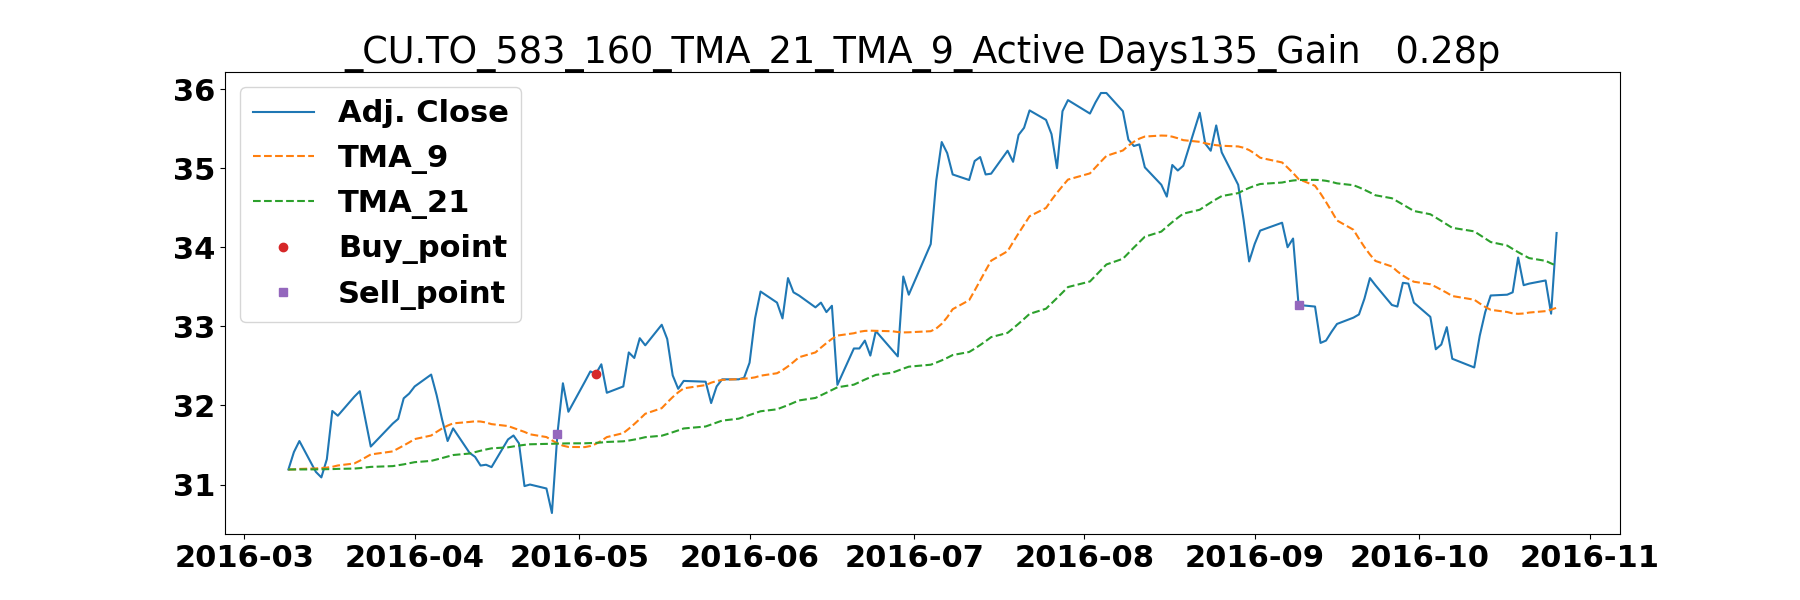 _CU.TO_583_160_TMA_21_TMA_9_Active Days135_Gain   0.28p
36
35
34
33
32
31
Adj. Close
TMA_9
TMA_21
Buy_point
Sell_point
2016-03 2016-04 2016-05 2016-06 2016-07 2016-08 2016-09 2016-10 2016-11